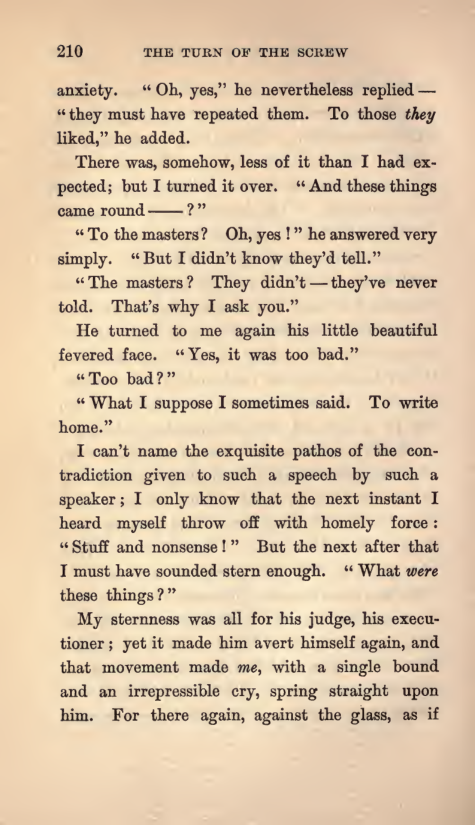 210 THE TURN OF THE SCREW
anxiety. “Oh, yes,” he nevertheless replied —
“they must have repeated them. To those they
liked,” he added.
There was, somehow, less of it than I had ex-
pected; but I turned it over. “And these things
came round —— ?”
“To the masters? Oh, yes!” he answered very
simply. “But I didn’t know they’d tell.”
“The masters? They didn’t — they’ve never
told. That’s why I ask you.”
He turned to me again his little beautiful
fevered face. “Yes, it was too bad.”
“Too bad?”
“What I suppose I sometimes said. To write
home.”
I can’t name the exquisite pathos of the con-
tradiction given to such a speech by such a
speaker; I only know that the next instant I
heard myself throw off with homely force:
“Stuff and nonsense!” But the next after that
I must have sounded stern enough. “What were
these things?”
My sternness was all for his judge, his execu-
tioner; yet it made him avert himself again, and
that movement made me, with a single bound
and an irrepressible cry, spring straight upon
him. For there again, against the glass, as if